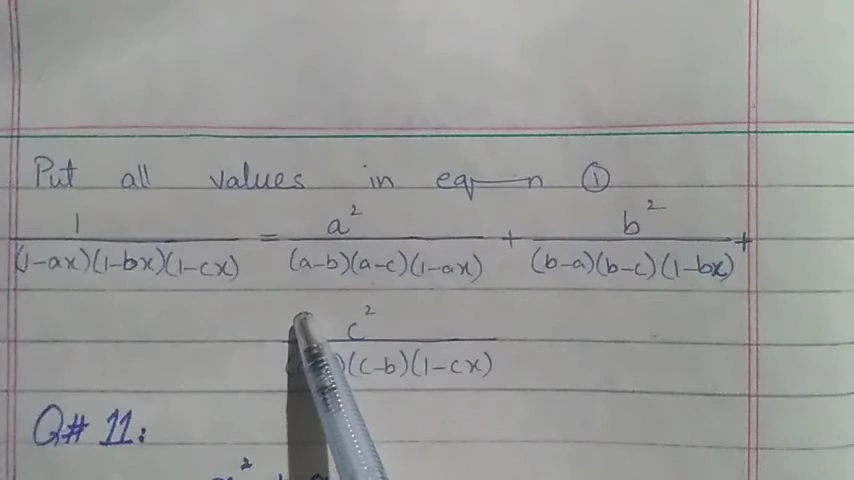 Put all values in eqn ①
1/(1-ax)(1-bx)(1-cx) = a²/(a-b)(a-c)(1-ax) + b²/(b-a)(b-c)(1-bx) +
c²/)(c-b)(1-cx)
Q# 11: